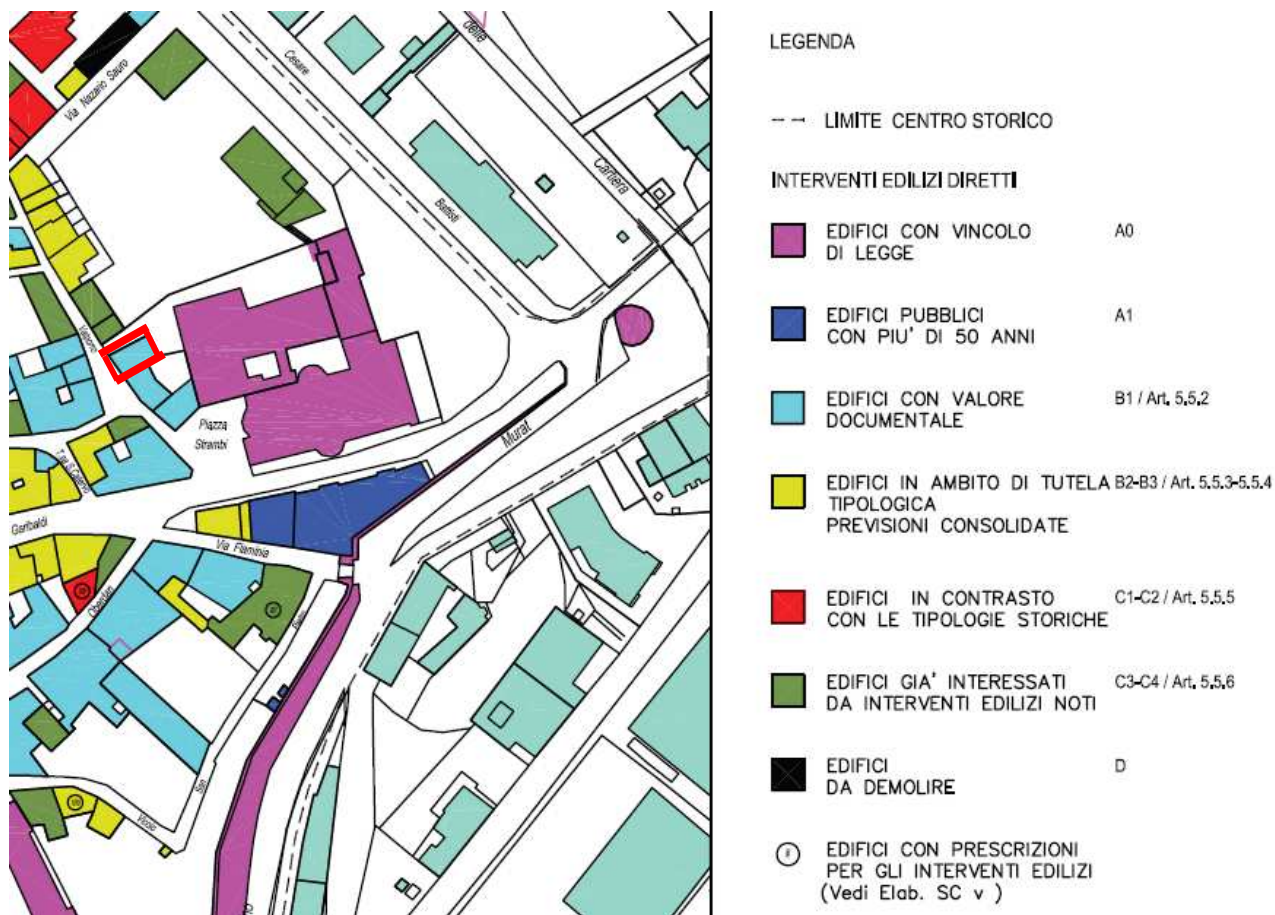 delle
Cesare
Via Nazario Sauro
Cartiera
Battisti
Piazza
Strambi
Murat
Garibaldi
Via Flaminia
Oberdan
San
Vicolo
LEGENDA
LIMITE CENTRO STORICO
INTERVENTI EDILIZI DIRETTI
EDIFICI CON VINCOLO A0
DI LEGGE
EDIFICI PUBBLICI A1
CON PIU' DI 50 ANNI
EDIFICI CON VALORE B1 / Art. 5.5.2
DOCUMENTALE
EDIFICI IN AMBITO DI TUTELA B2-B3 / Art. 5.5.3-5.5.4
TIPOLOGICA
PREVISIONI CONSOLIDATE
EDIFICI IN CONTRASTO C1-C2 / Art. 5.5.5
CON LE TIPOLOGIE STORICHE
EDIFICI GIA' INTERESSATI C3-C4 / Art. 5.5.6
DA INTERVENTI EDILIZI NOTI
EDIFICI D
DA DEMOLIRE
EDIFICI CON PRESCRIZIONI
PER GLI INTERVENTI EDILIZI
(Vedi Elab. SC v )